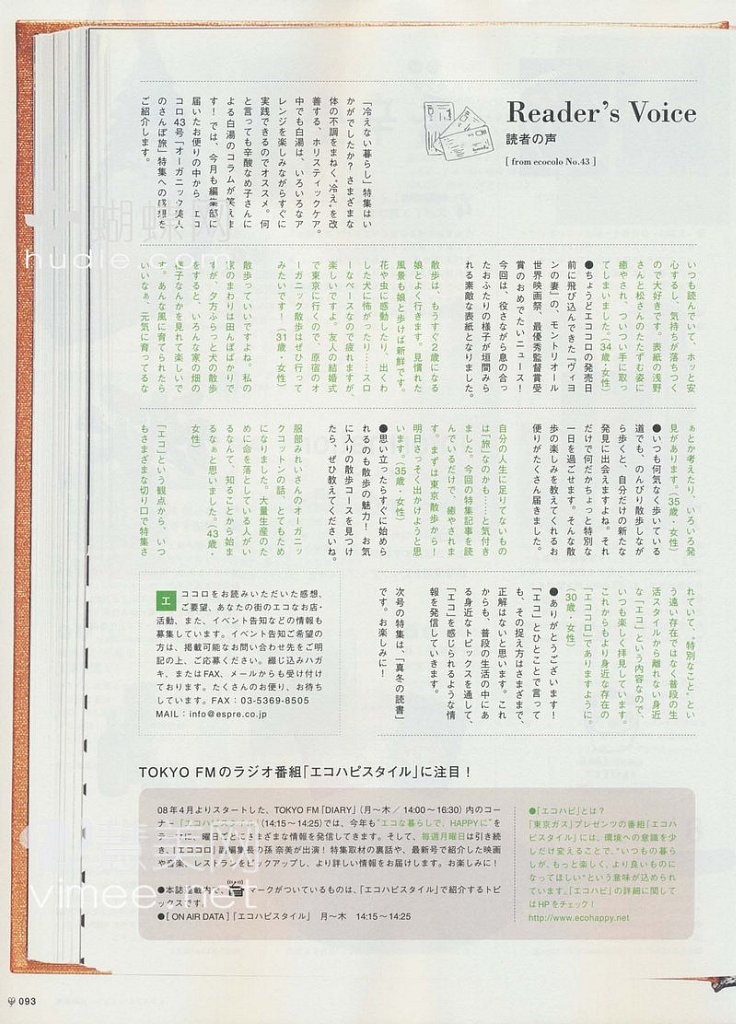 Reader's Voice
読者の声
[ from ecocolo No.43 ]
「冷えない暮らし」特集はい
かがでしたか? さまざまな
体の不調をまねく“冷え”を改
善する、ホリスティックケア。
中でも白湯は、いろいろなア
レンジを楽しみながらすぐに
実践できるのでオススメ。何
と言っても辛酸なめ子さんに
よる白湯のコラムが笑えま
す! では、今月も編集部に
届いたお便りの中から、エコ
コロ43号「オーガニック美人
のさんぽ旅」特集への感想を
ご紹介します。
いつも読んでいて、ホッと安
心するし、気持ちが落ちつく
ので大好きです。表紙の浅野
さんと松さんのたたずむ姿に
癒やされ、ついつい手に取っ
てしまいました。(34歳・女性)
●ちょうどエココロの発売日
前に飛び込んできた「ヴィヨ
ンの妻」の、モントリオール
世界映画祭、最優秀監督賞受
賞のおめでたいニュース!
今回は、役さながら息の合っ
たおふたりの様子が垣間みら
れる素敵な表紙となりました。
散歩は、もうすぐ2歳になる
娘とよく行きます。見慣れた
風景も娘と歩けば新鮮です。
花や虫に感動したり、出くわ
した犬に怖がったり……スロ
ーなペースなので疲れますが、
楽しいですよ。友人の結婚式
で東京に行くので、原宿のオ
ーガニック散歩はぜひ行って
みたいです!(31歳・女性)
散歩っていいですよね。私の
家のまわりは田んぼばかりで
すが、夕方ぶらっと犬の散歩
をすると、いろんな家の畑の
様子なんかを見れて楽しいで
す。あんな風に育てられたら
いいなぁ、元気に育ってるな
ぁとか考えたり、いろいろ発
見があります。(35歳・女性)
●いつも何気なく歩いている
道でも、のんびり散歩しなが
ら歩くと、自分だけの新たな
発見に出会えますよね。それ
だけで何だかちょっと特別な
一日を過ごせます。そんな散
歩の楽しみを教えてくれるお
便りがたくさん届きました。
自分の人生に足りてないもの
は「旅」なのかも……と気付き
ました。今回の特集記事を読
んでいるだけで、癒やされま
す。まずは東京散歩から!
明日さっそく出かけようと思
います。(35歳・女性)
●思い立ったらすぐに始めら
れるのも散歩の魅力! お気
に入りの散歩コースを見つけ
たら、ぜひ教えてくださいね。
服部みれいさんのオーガニッ
クコットンの話、とてもため
になりました。大量生産のた
めに命を落としている人がい
るなんて、知ることから始ま
るなぁと思いました。(43歳・
女性)
「エコ」という観点から、いつ
もさまざまな切り口で特集さ
れていて、“特別なこと”とい
う遠い存在ではなく普段の生
活スタイルから離れない身近
な「エコ」という内容なので、
いつも楽しく拝見しています。
これからもより身近な存在の
「エココロ」でありますように。
(30歳・女性)
●ありがとうございます!
「エコ」とひとことで言って
も、その捉え方はさまざまで、
正解はないと思います。これ
からも、普段の生活の中にあ
る身近なトピックスを通して、
「エコ」を感じられるような情
報を発信していきます。
次号の特集は、「真冬の読書」
です。お楽しみに!
エココロをお読みいただいた感想、
ご要望、あなたの街のエコなお店・
活動、また、イベント告知などの情報も
募集しています。イベント告知ご希望の
方は、掲載可能なお問い合わせ先をご明
記の上、ご応募ください。綴じ込みハガ
キ、またはFAX、メールからも受け付け
ております。たくさんのお便り、お待ち
しています。FAX:03-5369-8505
MAIL:info@espre.co.jp
TOKYO FMのラジオ番組「エコハピスタイル」に注目!
08年4月よりスタートした、TOKYO FM「DIARY」(月~木/14:00~16:30)内のコー
ナー「エコハピスタイル」(14:15~14:25)では、今年も“エコな暮らしで、HAPPYに”を
テーマに、曜日ごとにさまざまな情報を発信してきます。そして、毎週月曜日は引き続
き、「エココロ」副編集長の孫 奈美が出演! 特集取材の裏話や、最新号で紹介した映画
や音楽、レストランをピックアップし、より詳しい情報をお届けします。お楽しみに!
●本誌連載内で、マークがついているものは、「エコハピスタイル」で紹介するトピ
ックスです。
●[ ON AIR DATA ]「エコハピスタイル」 月~木 14:15~14:25
●「エコハピ」とは?
「東京ガス」プレゼンツの番組「エコハ
ピスタイル」には、環境への意識を少
しだけ変えることで、“いつもの暮ら
しが、もっと楽しく、より良いものに
なってほしい”という意味が込められ
ています。「エコハピ」の詳細に関して
はHPをチェック!
http://www.ecohappy.net
093
hudie.com
vimee.net